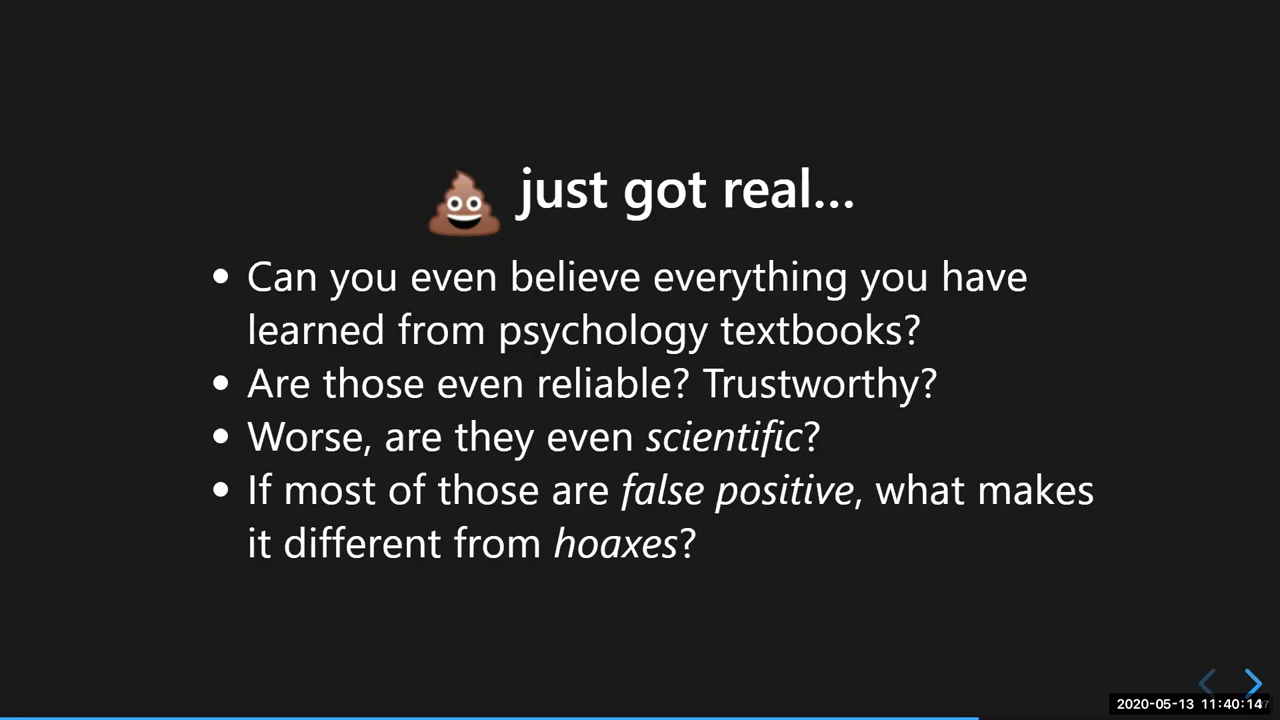 💩 just got real...
• Can you even believe everything you have
learned from psychology textbooks?
• Are those even reliable? Trustworthy?
• Worse, are they even scientific?
• If most of those are false positive, what makes
it different from hoaxes?
2020-05-13 11:40:14